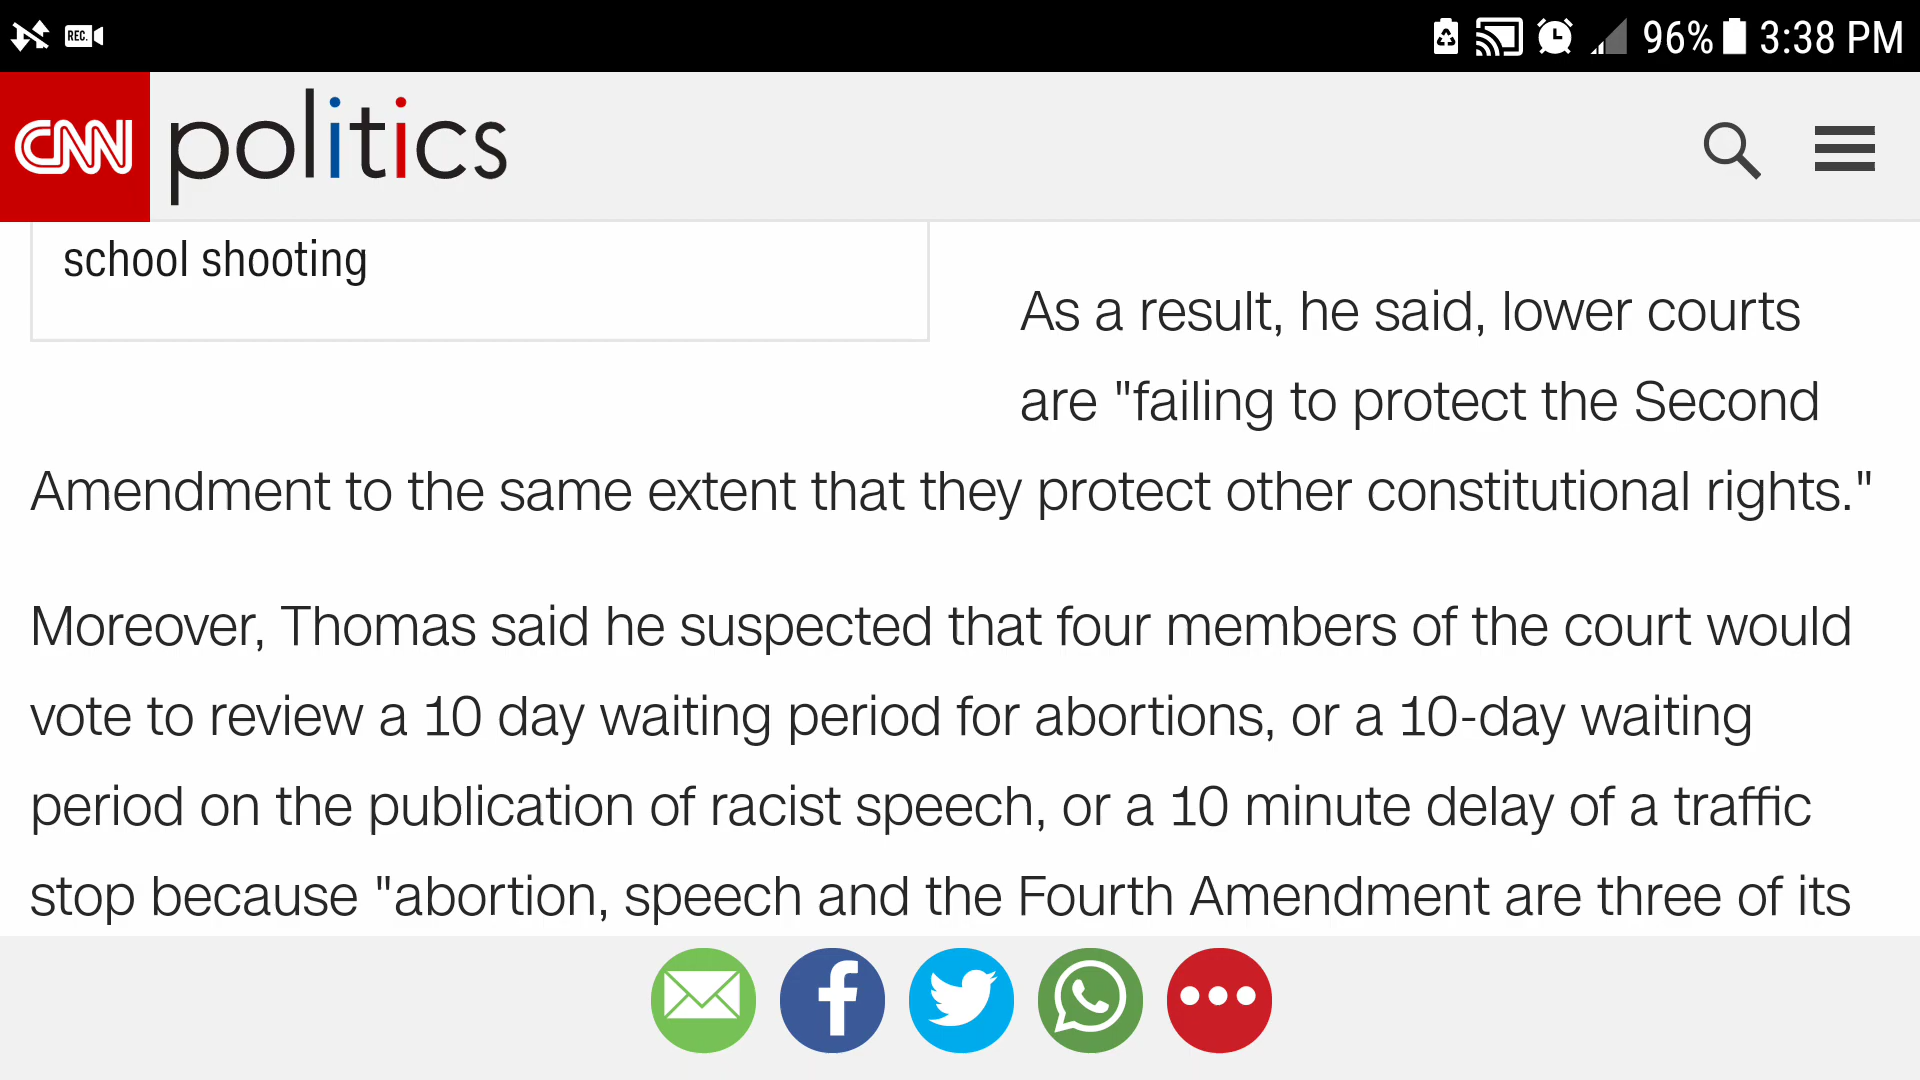 REC.
96% 3:38 PM
CNN politics
school shooting
As a result, he said, lower courts
are "failing to protect the Second
Amendment to the same extent that they protect other constitutional rights."
Moreover, Thomas said he suspected that four members of the court would
vote to review a 10 day waiting period for abortions, or a 10-day waiting
period on the publication of racist speech, or a 10 minute delay of a traffic
stop because "abortion, speech and the Fourth Amendment are three of its